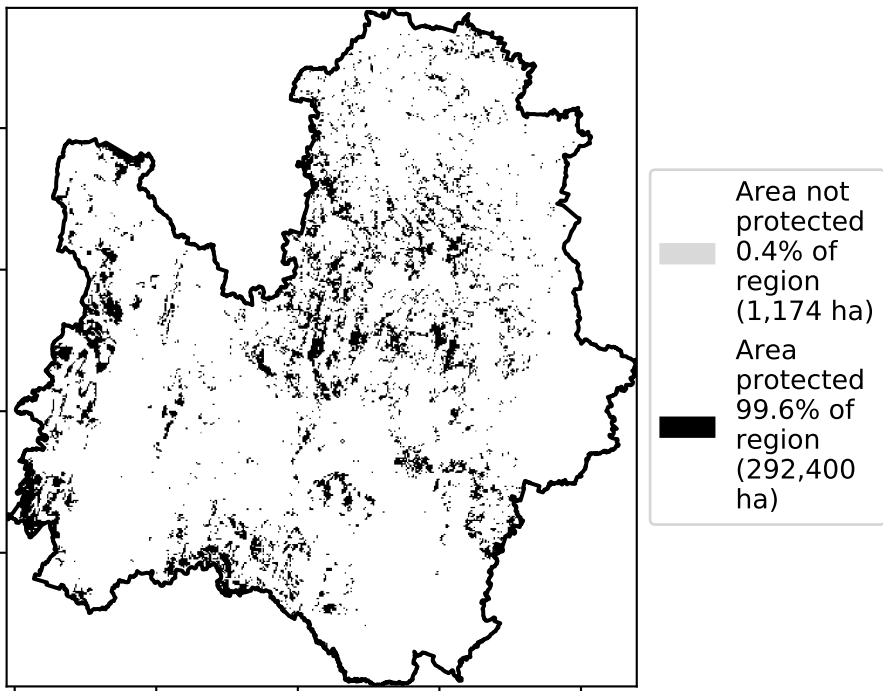 Area not
protected
0.4% of
region
(1,174 ha)
Area
protected
99.6% of
region
(292,400
ha)